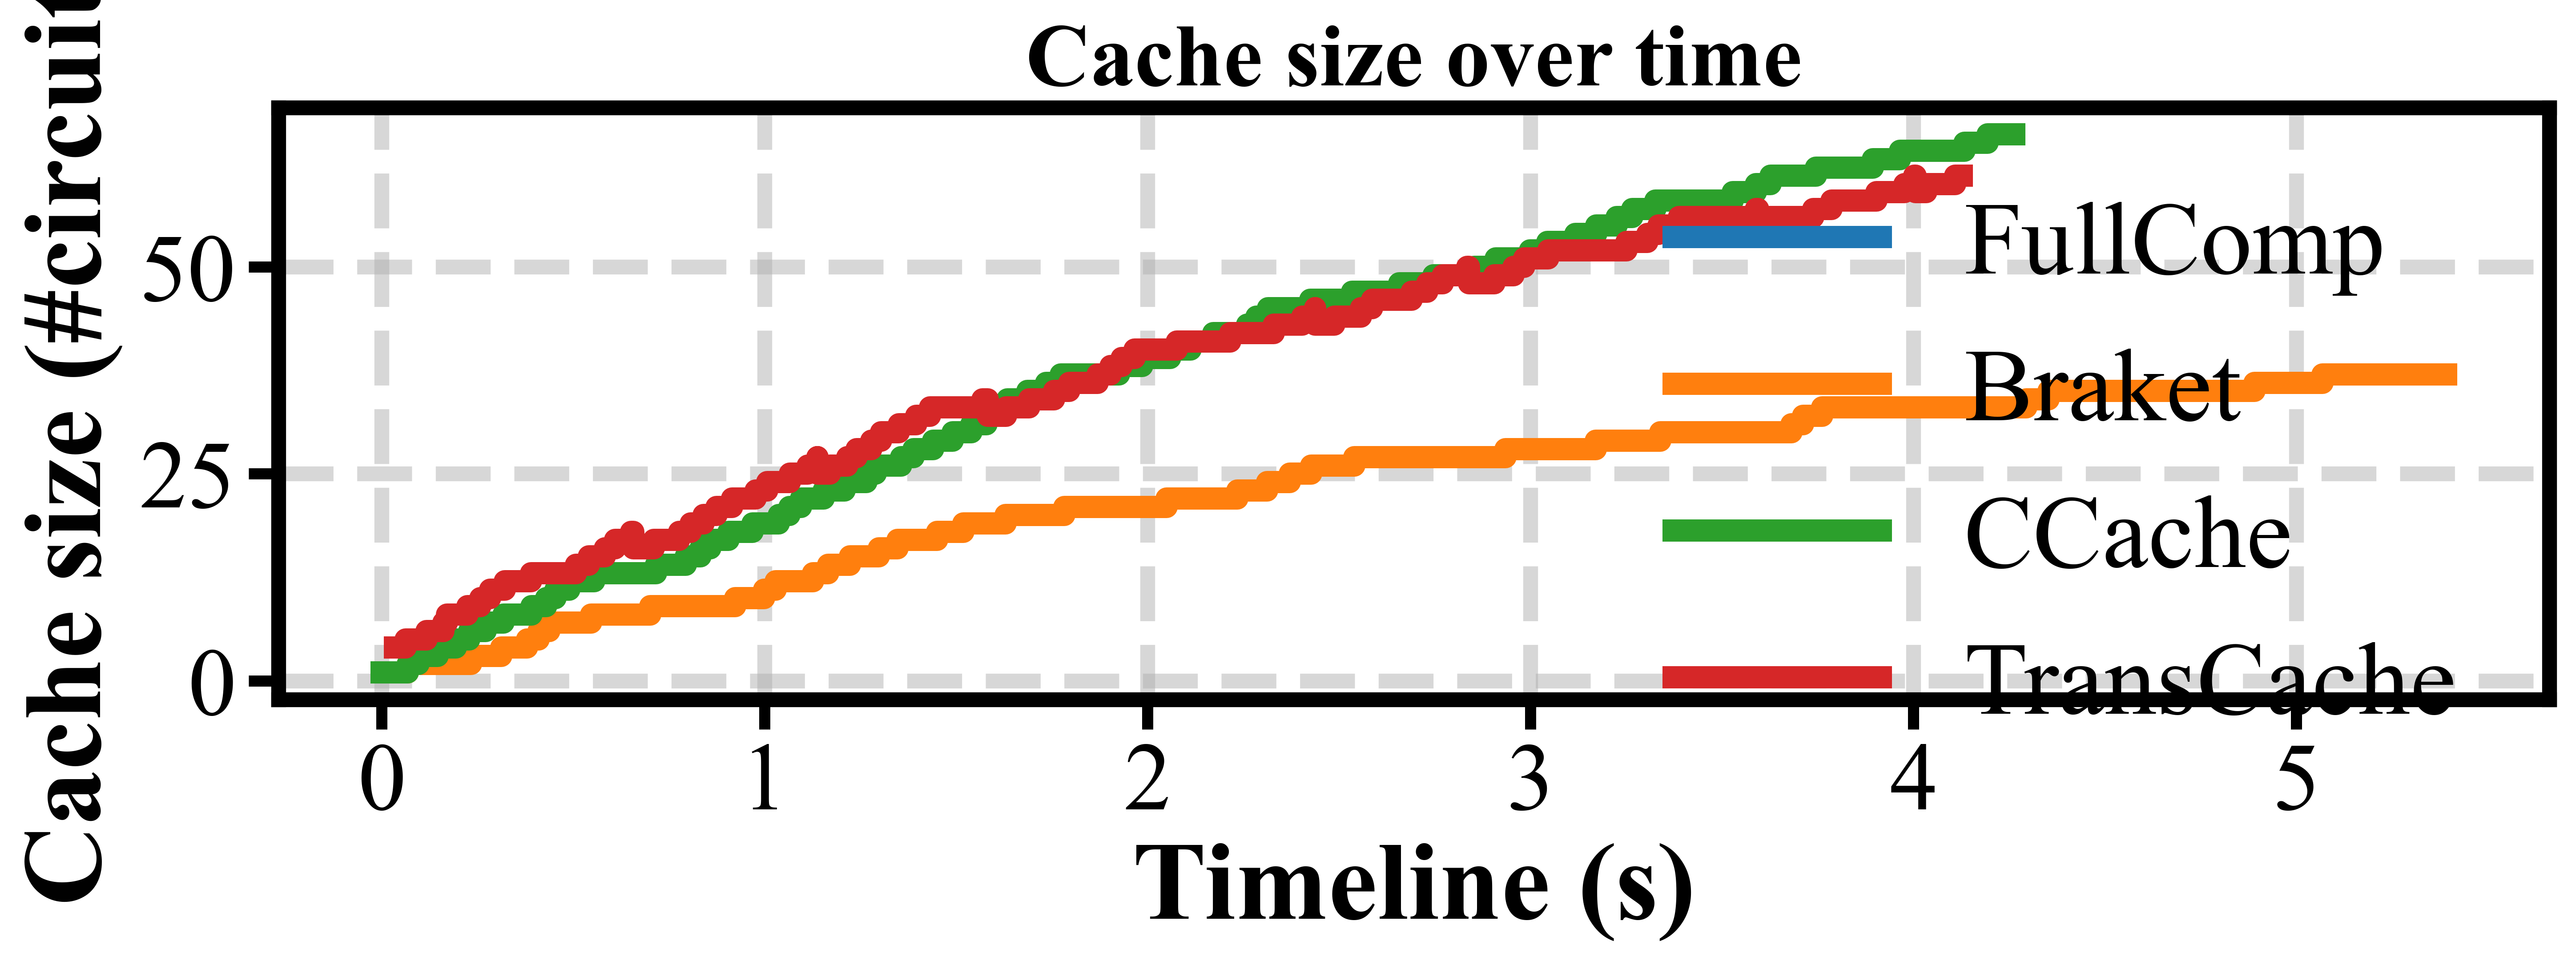 Cache size over time
Cache size (#circuit
50
25
0
0 1 2 3 4 5
Timeline (s)
FullComp
Braket
CCache
TransCache